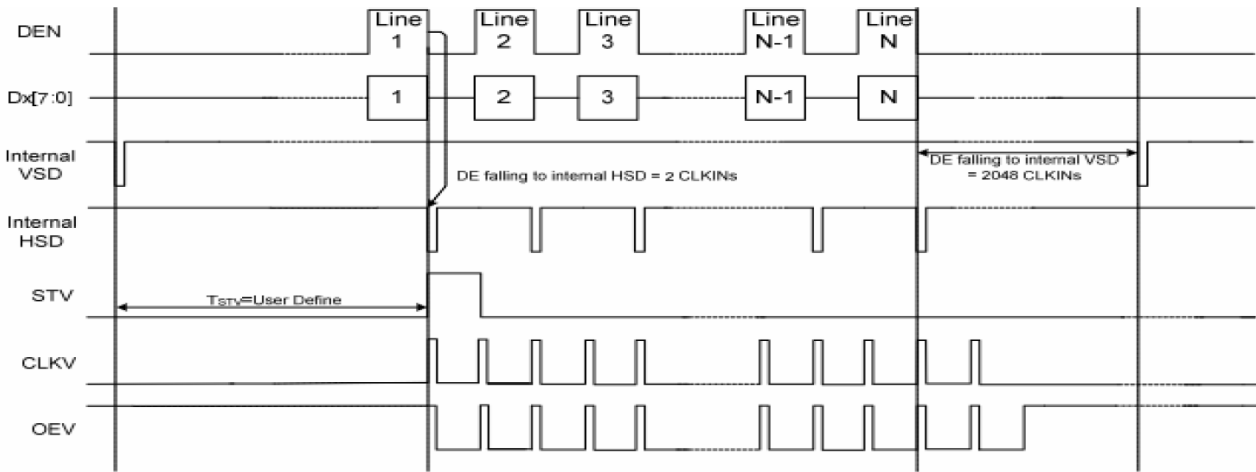 DEN
Line 1
Line 2
Line 3
Line N-1
Line N
Dx[7:0]
1
2
3
N-1
N
Internal VSD
DE falling to internal HSD = 2 CLKINs
DE falling to internal VSD
= 2048 CLKINs
Internal HSD
STV
TSTV=User Define
CLKV
OEV